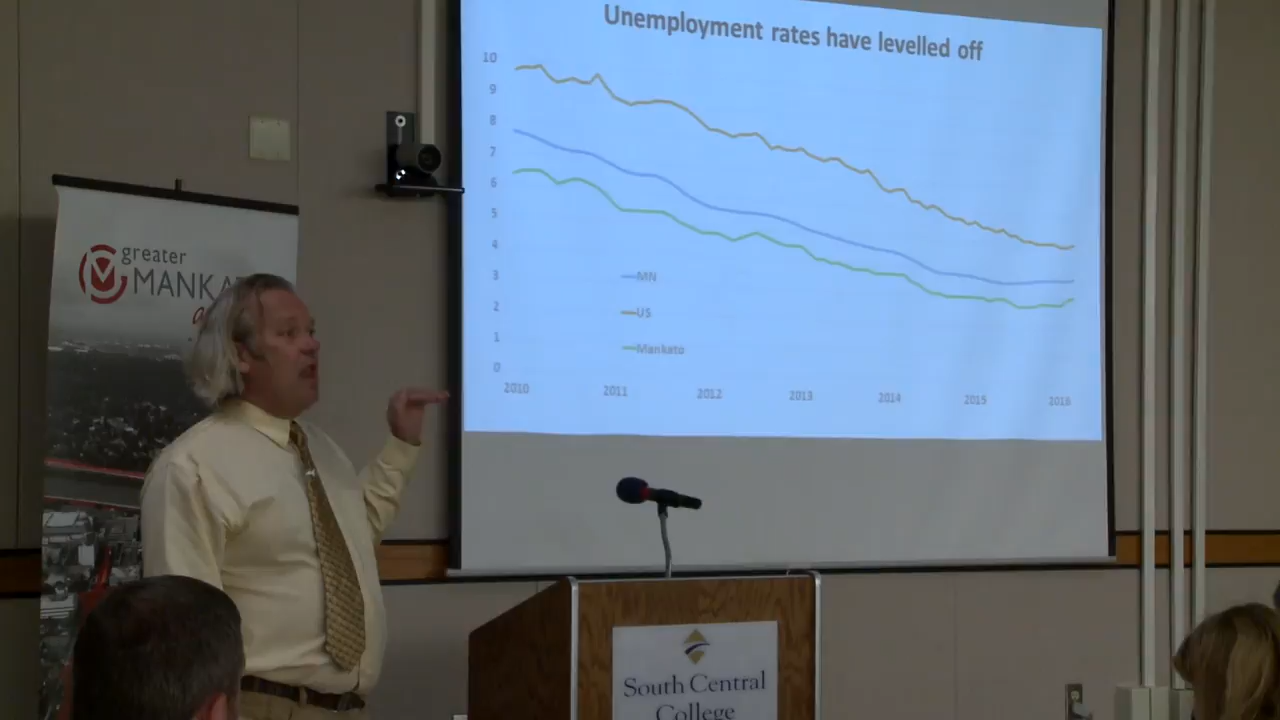 Unemployment rates have levelled off
10
9
8
7
6
5
4
3
2
1
0
MN
US
Mankato
2010 2011 2012 2013 2014 2015 2016
greater
MANKA
South Central
College